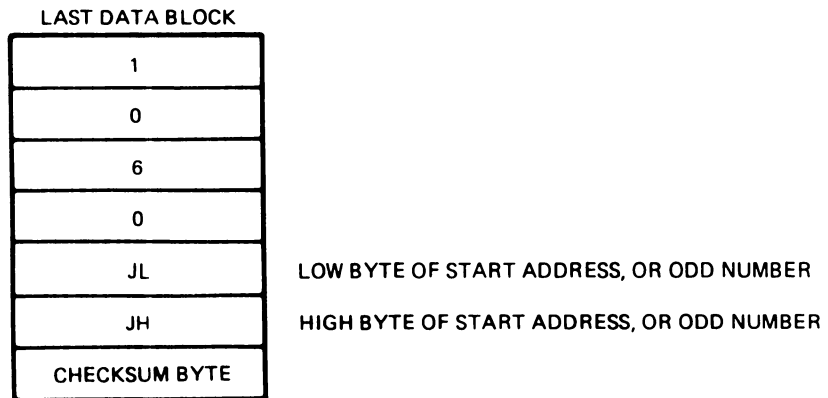 LAST DATA BLOCK
1
0
6
0
JL LOW BYTE OF START ADDRESS, OR ODD NUMBER
JH HIGH BYTE OF START ADDRESS, OR ODD NUMBER
CHECKSUM BYTE